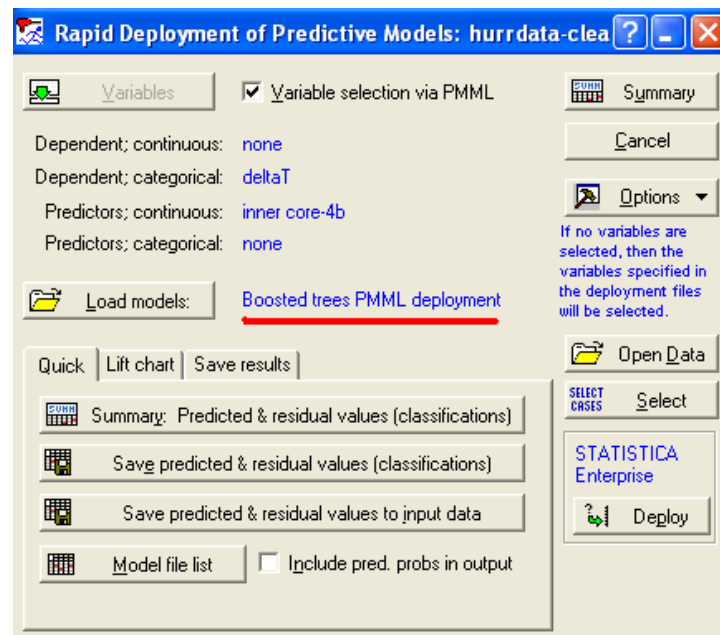 Rapid Deployment of Predictive Models: hurrdata-clea
Variables
Variable selection via PMML
Dependent; continuous: none
Dependent; categorical: deltaT
Predictors; continuous: inner core-4b
Predictors; categorical: none
Load models:
Boosted trees PMML deployment
Quick
Lift chart
Save results
SUMM
Summary: Predicted & residual values (classifications)
Save predicted & residual values (classifications)
Save predicted & residual values to input data
Model file list
Include pred. probs in output
SUMM
Summary
Cancel
Options
If no variables are
selected, then the
variables specified in
the deployment files
will be selected.
Open Data
SELECT
CASES
Select
STATISTICA
Enterprise
Deploy